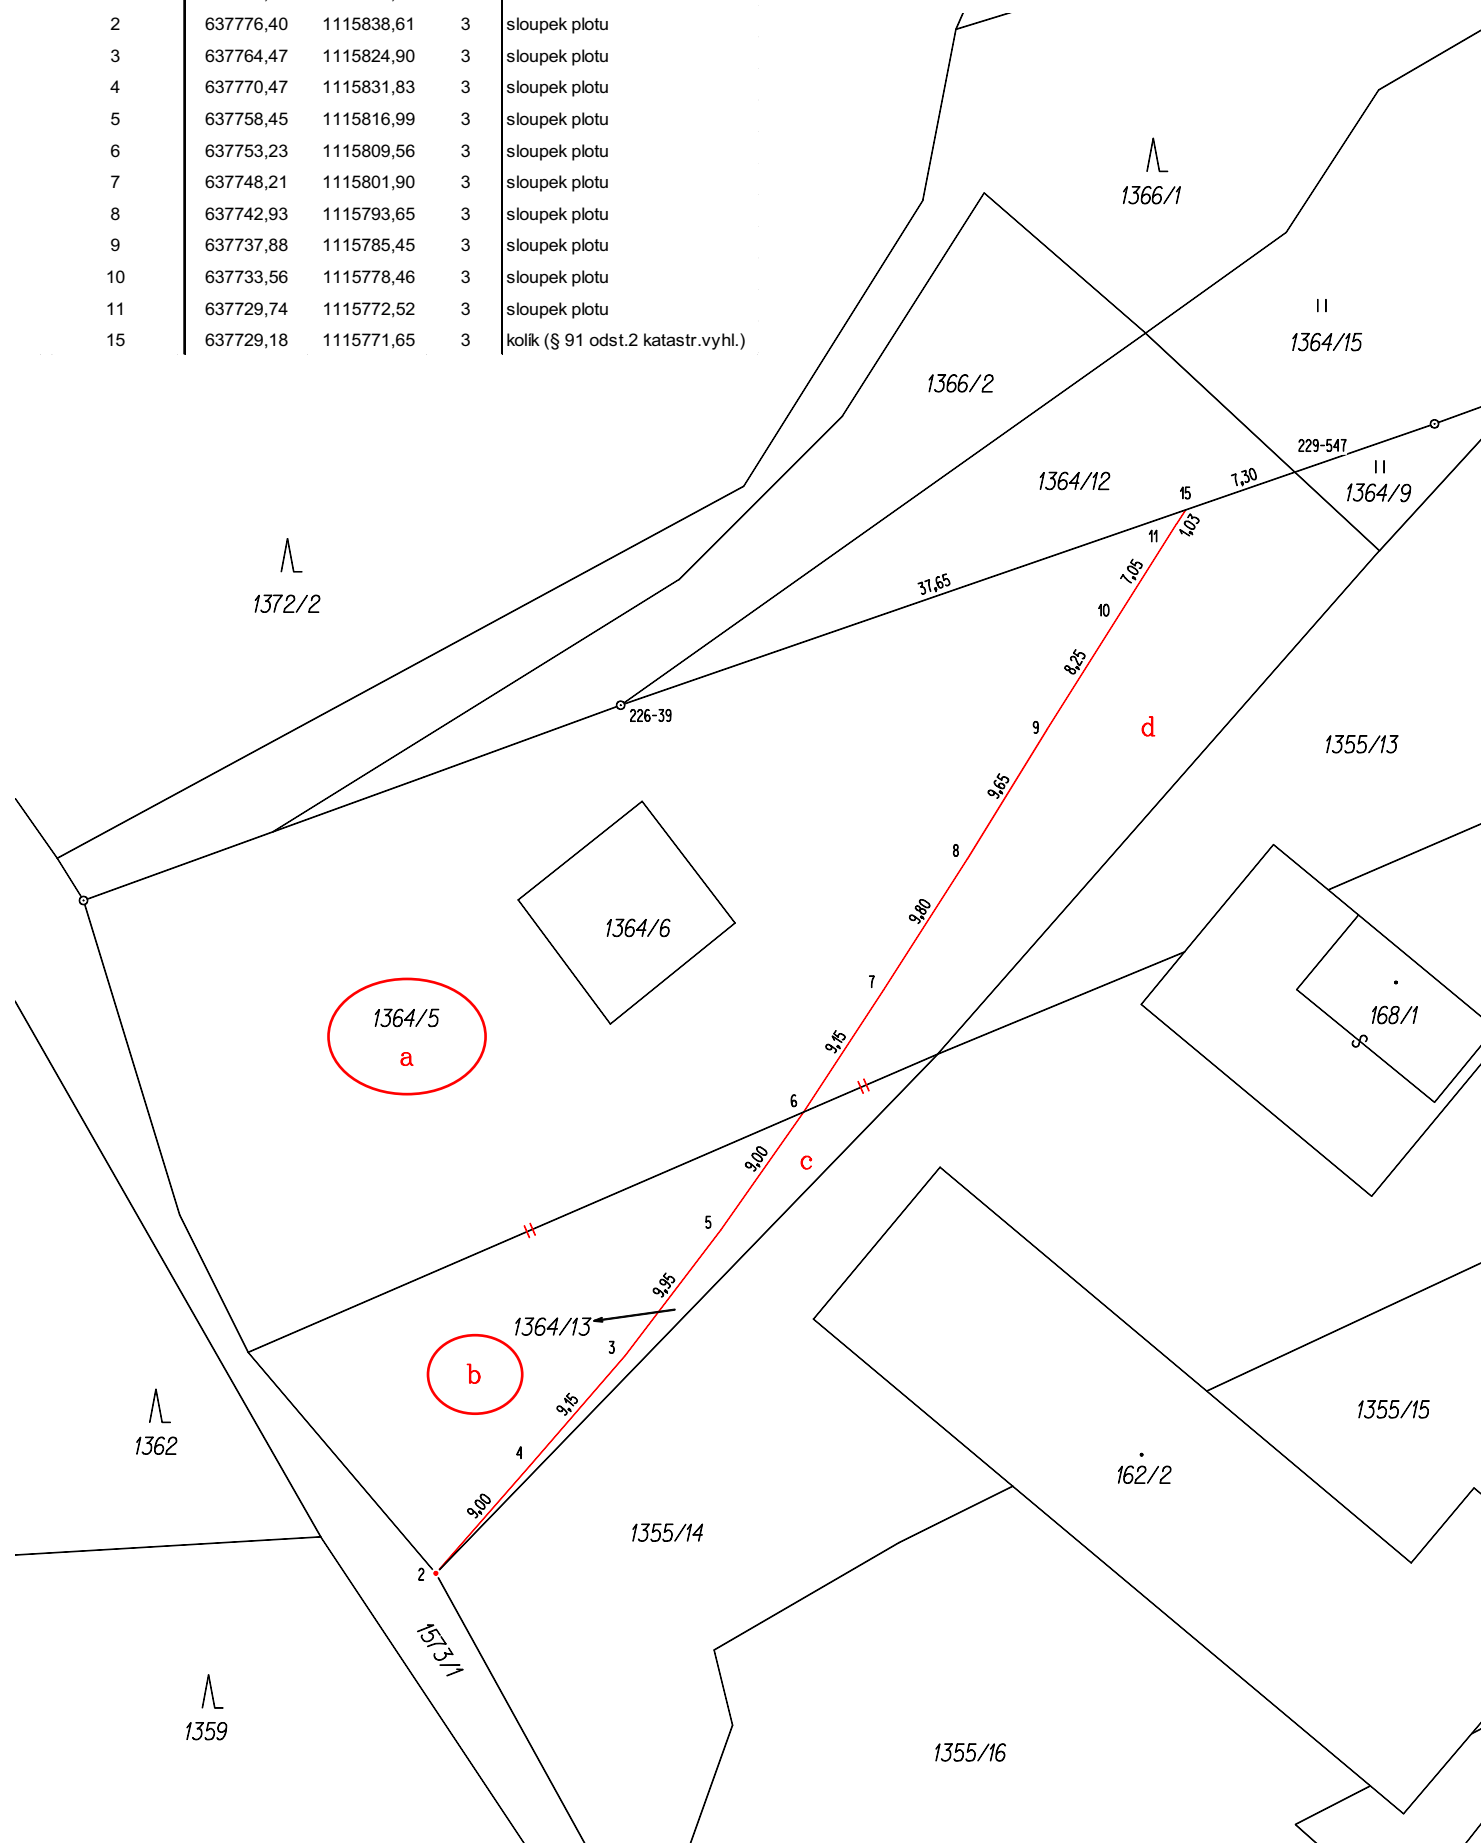 2 637776,40 1115838,61 3 sloupek plotu
3 637764,47 1115824,90 3 sloupek plotu
4 637770,47 1115831,83 3 sloupek plotu
5 637758,45 1115816,99 3 sloupek plotu
6 637753,23 1115809,56 3 sloupek plotu
7 637748,21 1115801,90 3 sloupek plotu
8 637742,93 1115793,65 3 sloupek plotu
9 637737,88 1115785,45 3 sloupek plotu
10 637733,56 1115778,46 3 sloupek plotu
11 637729,74 1115772,52 3 sloupek plotu
15 637729,18 1115771,65 3 kolík (§ 91 odst.2 katastr.vyhl.)
1366/1
1364/15
1366/2
229-547
1364/12
7,30
1364/9
15
1,03
11
7,05
37,65
1372/2
10
8,25
226-39
9
d
1355/13
9,65
8
9,80
1364/6
7
1364/5
168/1
a
9,15
6
9,00
c
5
9,95
1364/13
3
b
9,15
1355/15
1362
4
162/2
9,00
1355/14
2
1573/1
1359
1355/16